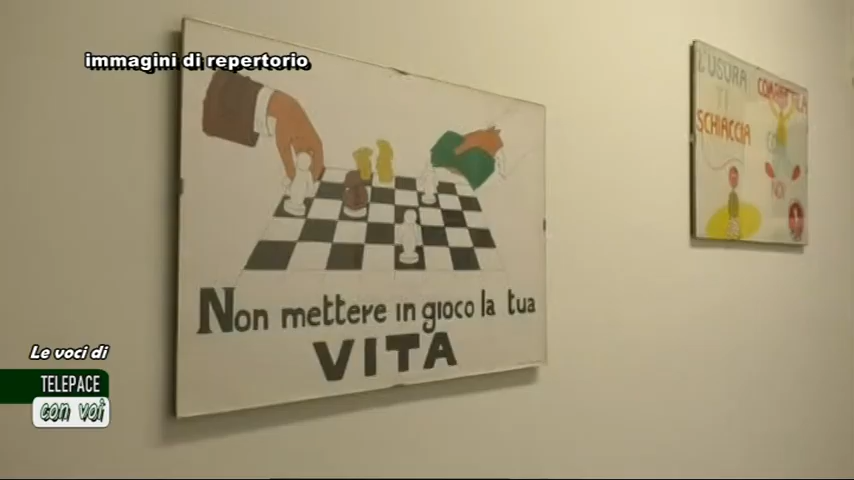 immagini di repertorio
Non mettere in gioco la tua
VITA
L'USURA
TI
SCHIACCIA
NOI
Le voci di
TELEPACE
con voi